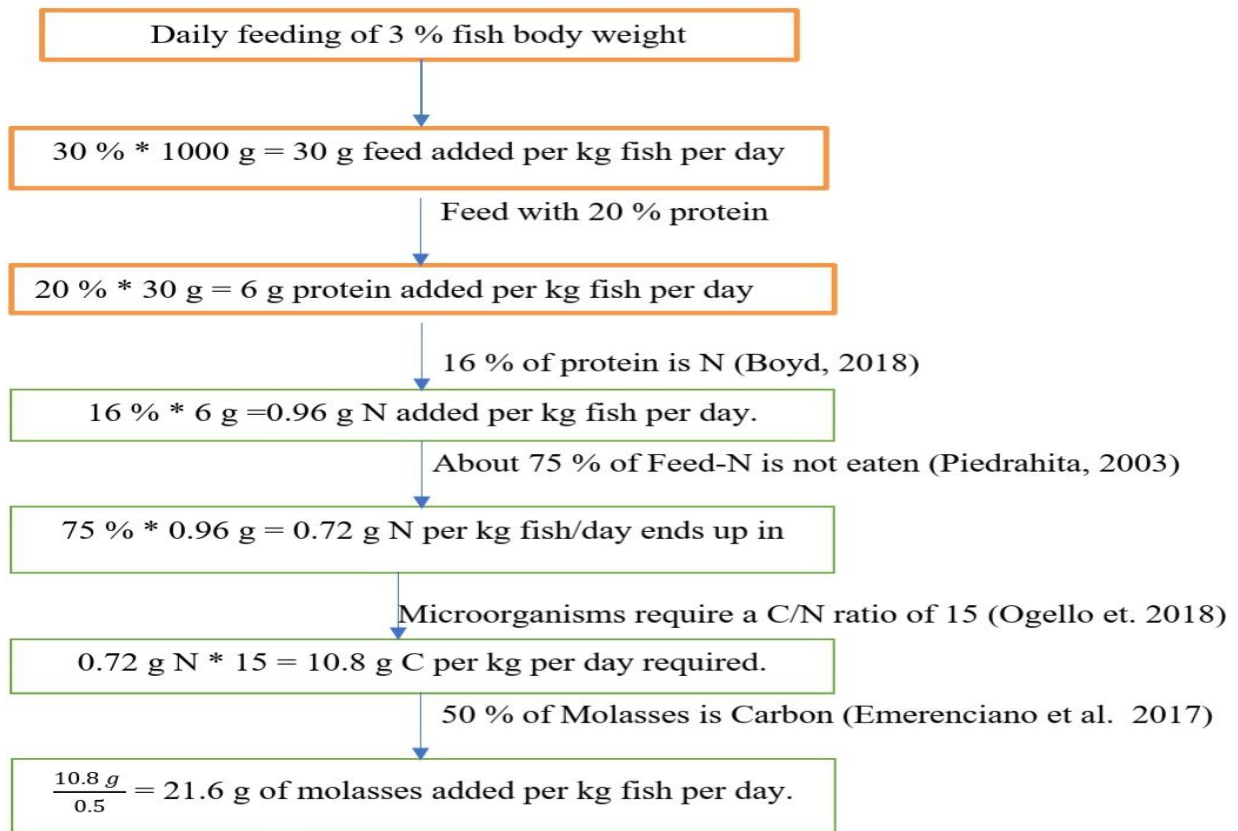 Daily feeding of 3 % fish body weight
30 % * 1000 g = 30 g feed added per kg fish per day
Feed with 20 % protein
20 % * 30 g = 6 g protein added per kg fish per day
16 % of protein is N (Boyd, 2018)
16 % * 6 g =0.96 g N added per kg fish per day.
About 75 % of Feed-N is not eaten (Piedrahita, 2003)
75 % * 0.96 g = 0.72 g N per kg fish/day ends up in
Microorganisms require a C/N ratio of 15 (Ogello et. 2018)
0.72 g N * 15 = 10.8 g C per kg per day required.
50 % of Molasses is Carbon (Emerenciano et al. 2017)
10.8 g
0.5
= 21.6 g of molasses added per kg fish per day.